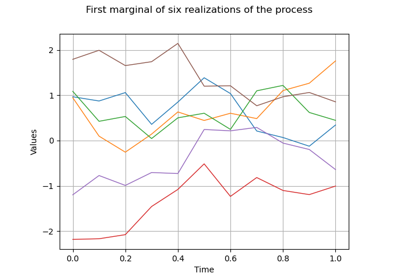 First marginal of six realizations of the process
2
1
0
−1
−2
Values
0.0 0.2 0.4 0.6 0.8 1.0
Time